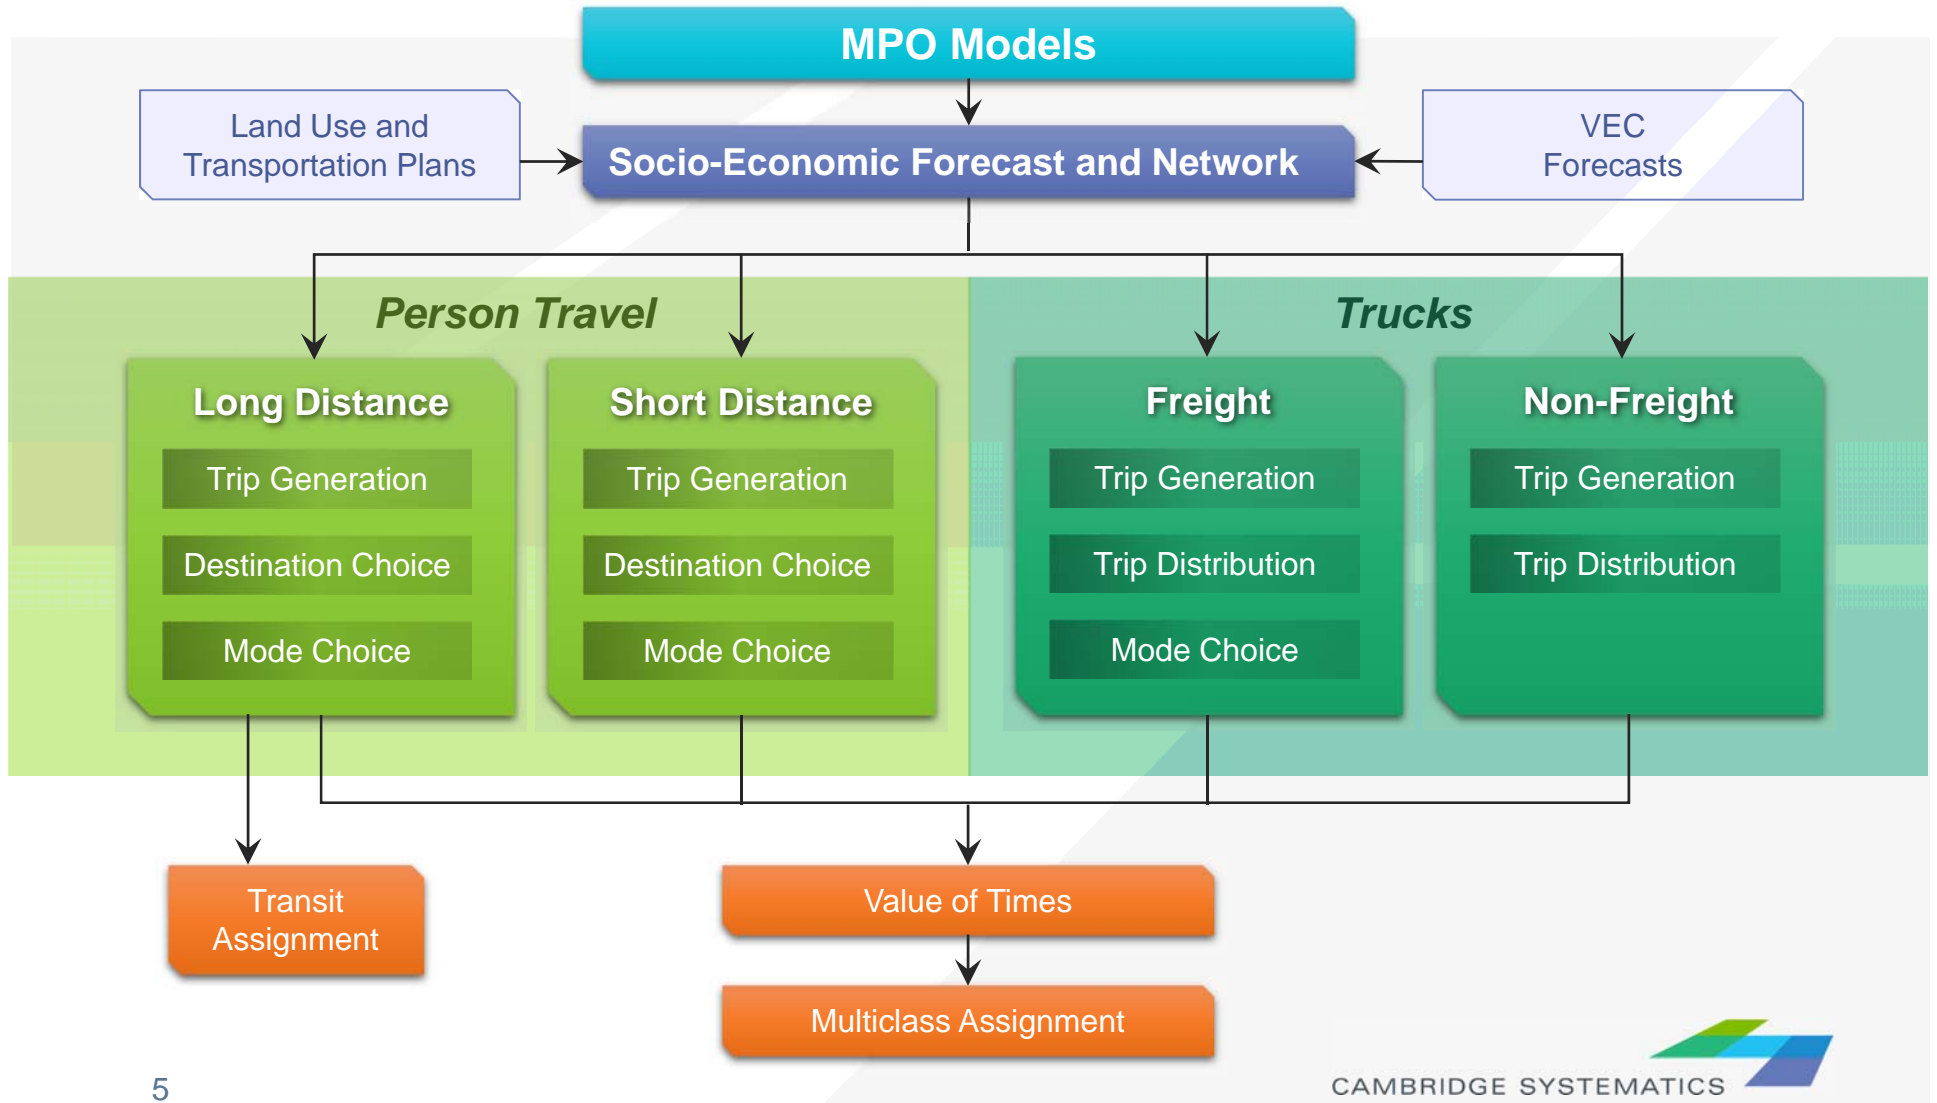 MPO Models
Land Use and
Transportation Plans
Socio-Economic Forecast and Network
VEC
Forecasts
Person Travel
Trucks
Long Distance
Trip Generation
Destination Choice
Mode Choice
Short Distance
Trip Generation
Destination Choice
Mode Choice
Freight
Trip Generation
Trip Distribution
Mode Choice
Non-Freight
Trip Generation
Trip Distribution
Transit
Assignment
Value of Times
Multiclass Assignment
5
CAMBRIDGE SYSTEMATICS